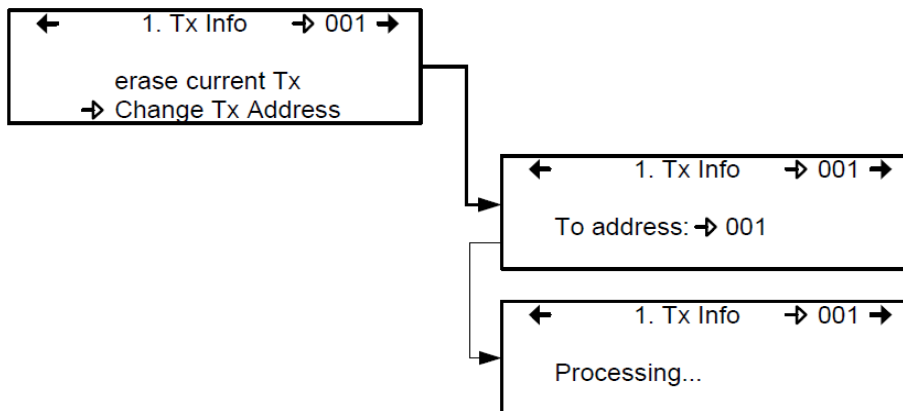 1. Tx Info 001
erase current Tx
Change Tx Address
1. Tx Info 001
To address: 001
1. Tx Info 001
Processing...